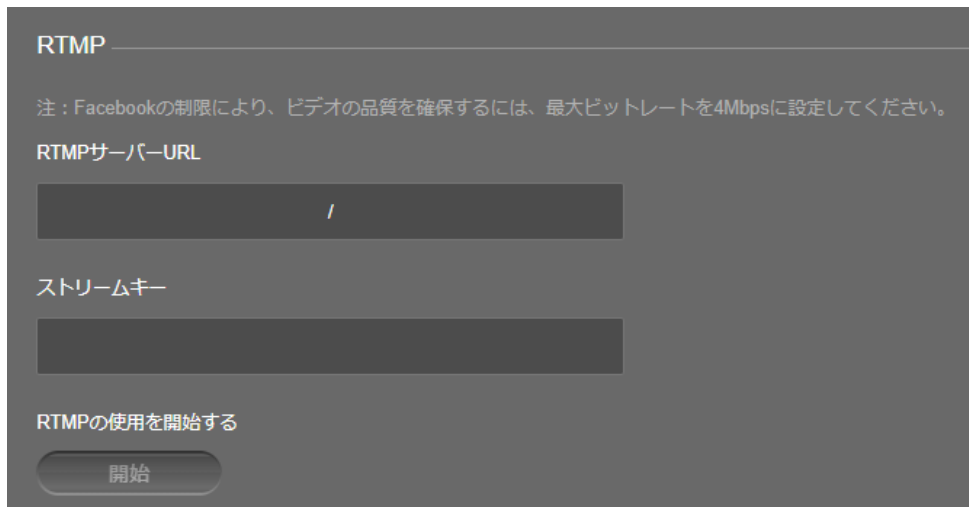 RTMP
注：Facebookの制限により、ビデオの品質を確保するには、最大ビットレートを4Mbpsに設定してください。
RTMPサーバーURL
/
ストリームキー
RTMPの使用を開始する
開始